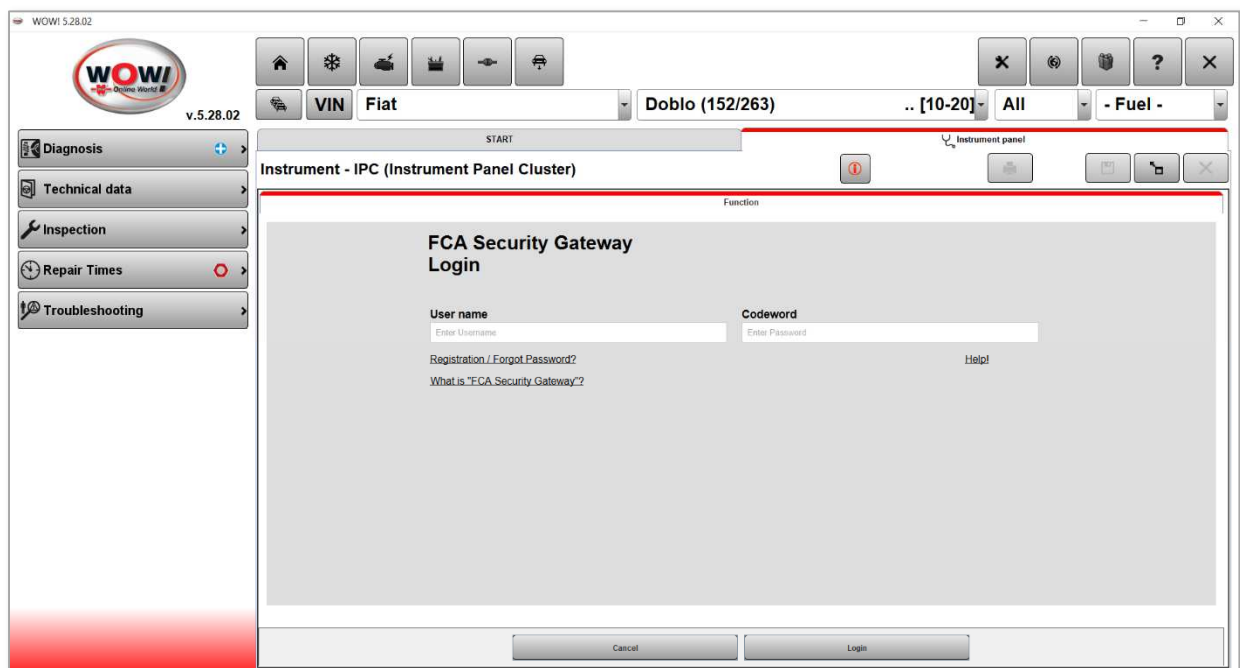 WOW! 5.28.02
WOW!
Online World
v.5.28.02
VIN
Fiat
Doblo (152/263)
.. [10-20]
All
- Fuel -
Diagnosis
Technical data
Inspection
Repair Times
Troubleshooting
START
Instrument panel
Instrument - IPC (Instrument Panel Cluster)
Function
FCA Security Gateway
Login
User name
Codeword
Enter Username
Enter Password
Registration / Forgot Password?
Help!
What is "FCA Security Gateway"?
Cancel
Login